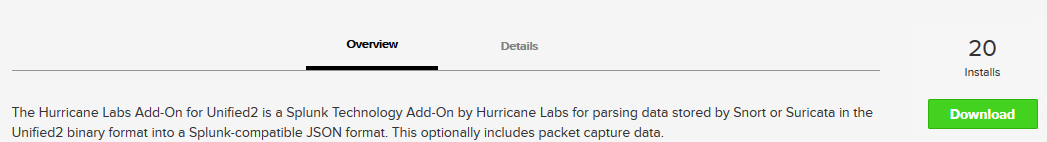 Overview
Details
20
Installs
The Hurricane Labs Add-On for Unified2 is a Splunk Technology Add-On by Hurricane Labs for parsing data stored by Snort or Suricata in the
Unified2 binary format into a Splunk-compatible JSON format. This optionally includes packet capture data.
Download